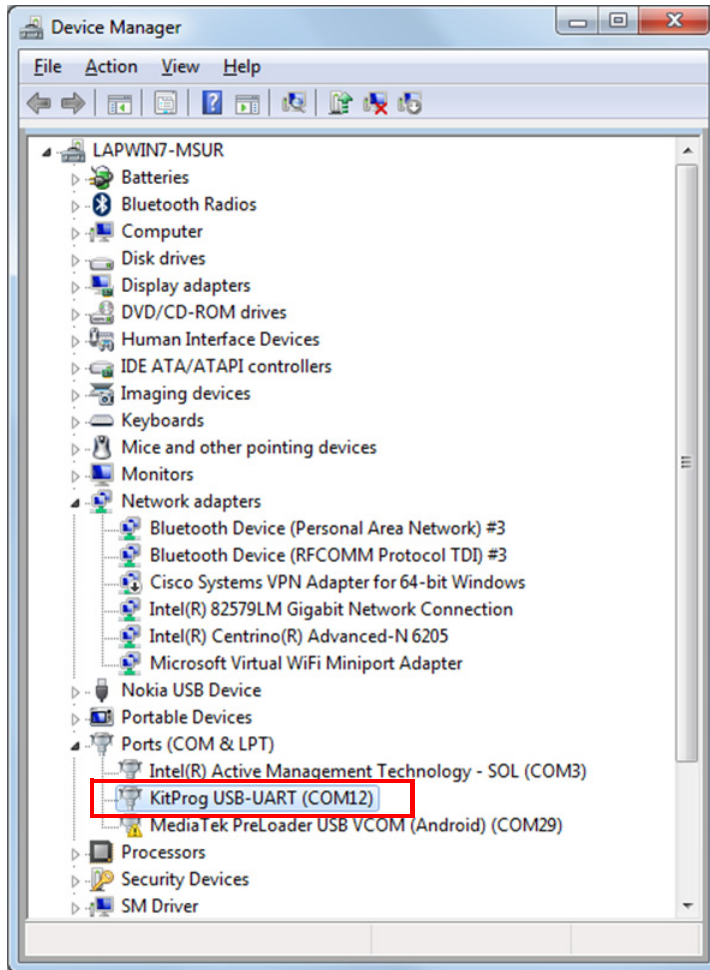 Device Manager
File Action View Help
LAPWIN7-MSUR
Batteries
Bluetooth Radios
Computer
Disk drives
Display adapters
DVD/CD-ROM drives
Human Interface Devices
IDE ATA/ATAPI controllers
Imaging devices
Keyboards
Mice and other pointing devices
Monitors
Network adapters
Bluetooth Device (Personal Area Network) #3
Bluetooth Device (RFCOMM Protocol TDI) #3
Cisco Systems VPN Adapter for 64-bit Windows
Intel(R) 82579LM Gigabit Network Connection
Intel(R) Centrino(R) Advanced-N 6205
Microsoft Virtual WiFi Miniport Adapter
Nokia USB Device
Portable Devices
Ports (COM & LPT)
Intel(R) Active Management Technology - SOL (COM3)
KitProg USB-UART (COM12)
MediaTek PreLoader USB VCOM (Android) (COM29)
Processors
Security Devices
SM Driver